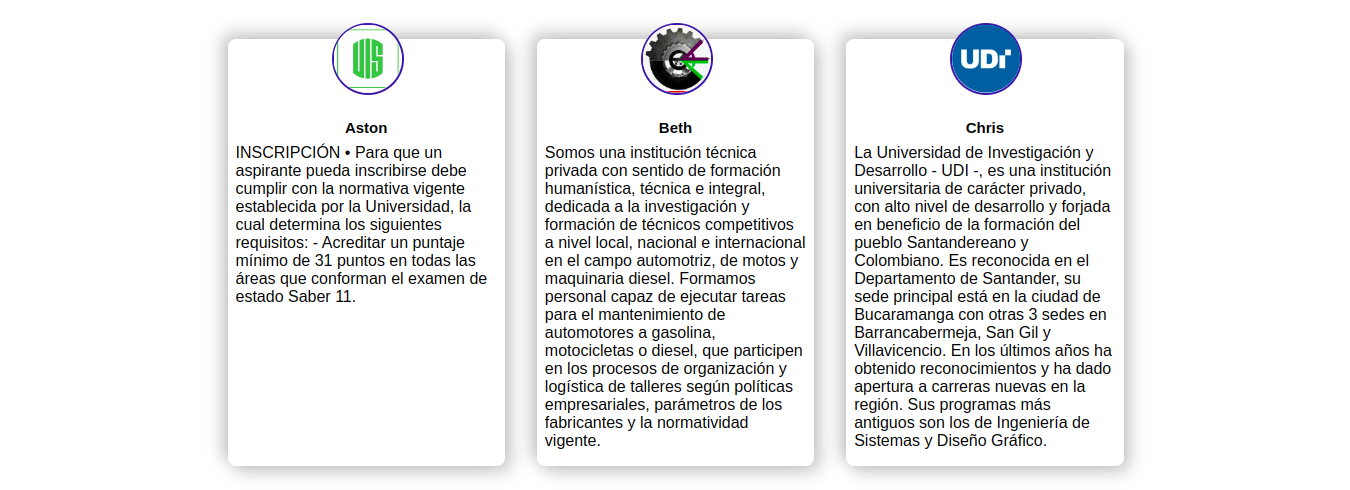 UIS
UDI
Aston
INSCRIPCIÓN • Para que un
aspirante pueda inscribirse debe
cumplir con la normativa vigente
establecida por la Universidad, la
cual determina los siguientes
requisitos: - Acreditar un puntaje
mínimo de 31 puntos en todas las
áreas que conforman el examen de
estado Saber 11.
Beth
Somos una institución técnica
privada con sentido de formación
humanística, técnica e integral,
dedicada a la investigación y
formación de técnicos competitivos
a nivel local, nacional e internacional
en el campo automotriz, de motos y
maquinaria diesel. Formamos
personal capaz de ejecutar tareas
para el mantenimiento de
automotores a gasolina,
motocicletas o diesel, que participen
en los procesos de organización y
logística de talleres según políticas
empresariales, parámetros de los
fabricantes y la normatividad
vigente.
Chris
La Universidad de Investigación y
Desarrollo - UDI -, es una institución
universitaria de carácter privado,
con alto nivel de desarrollo y forjada
en beneficio de la formación del
pueblo Santandereano y
Colombiano. Es reconocida en el
Departamento de Santander, su
sede principal está en la ciudad de
Bucaramanga con otras 3 sedes en
Barrancabermeja, San Gil y
Villavicencio. En los últimos años ha
obtenido reconocimientos y ha dado
apertura a carreras nuevas en la
región. Sus programas más
antiguos son los de Ingeniería de
Sistemas y Diseño Gráfico.